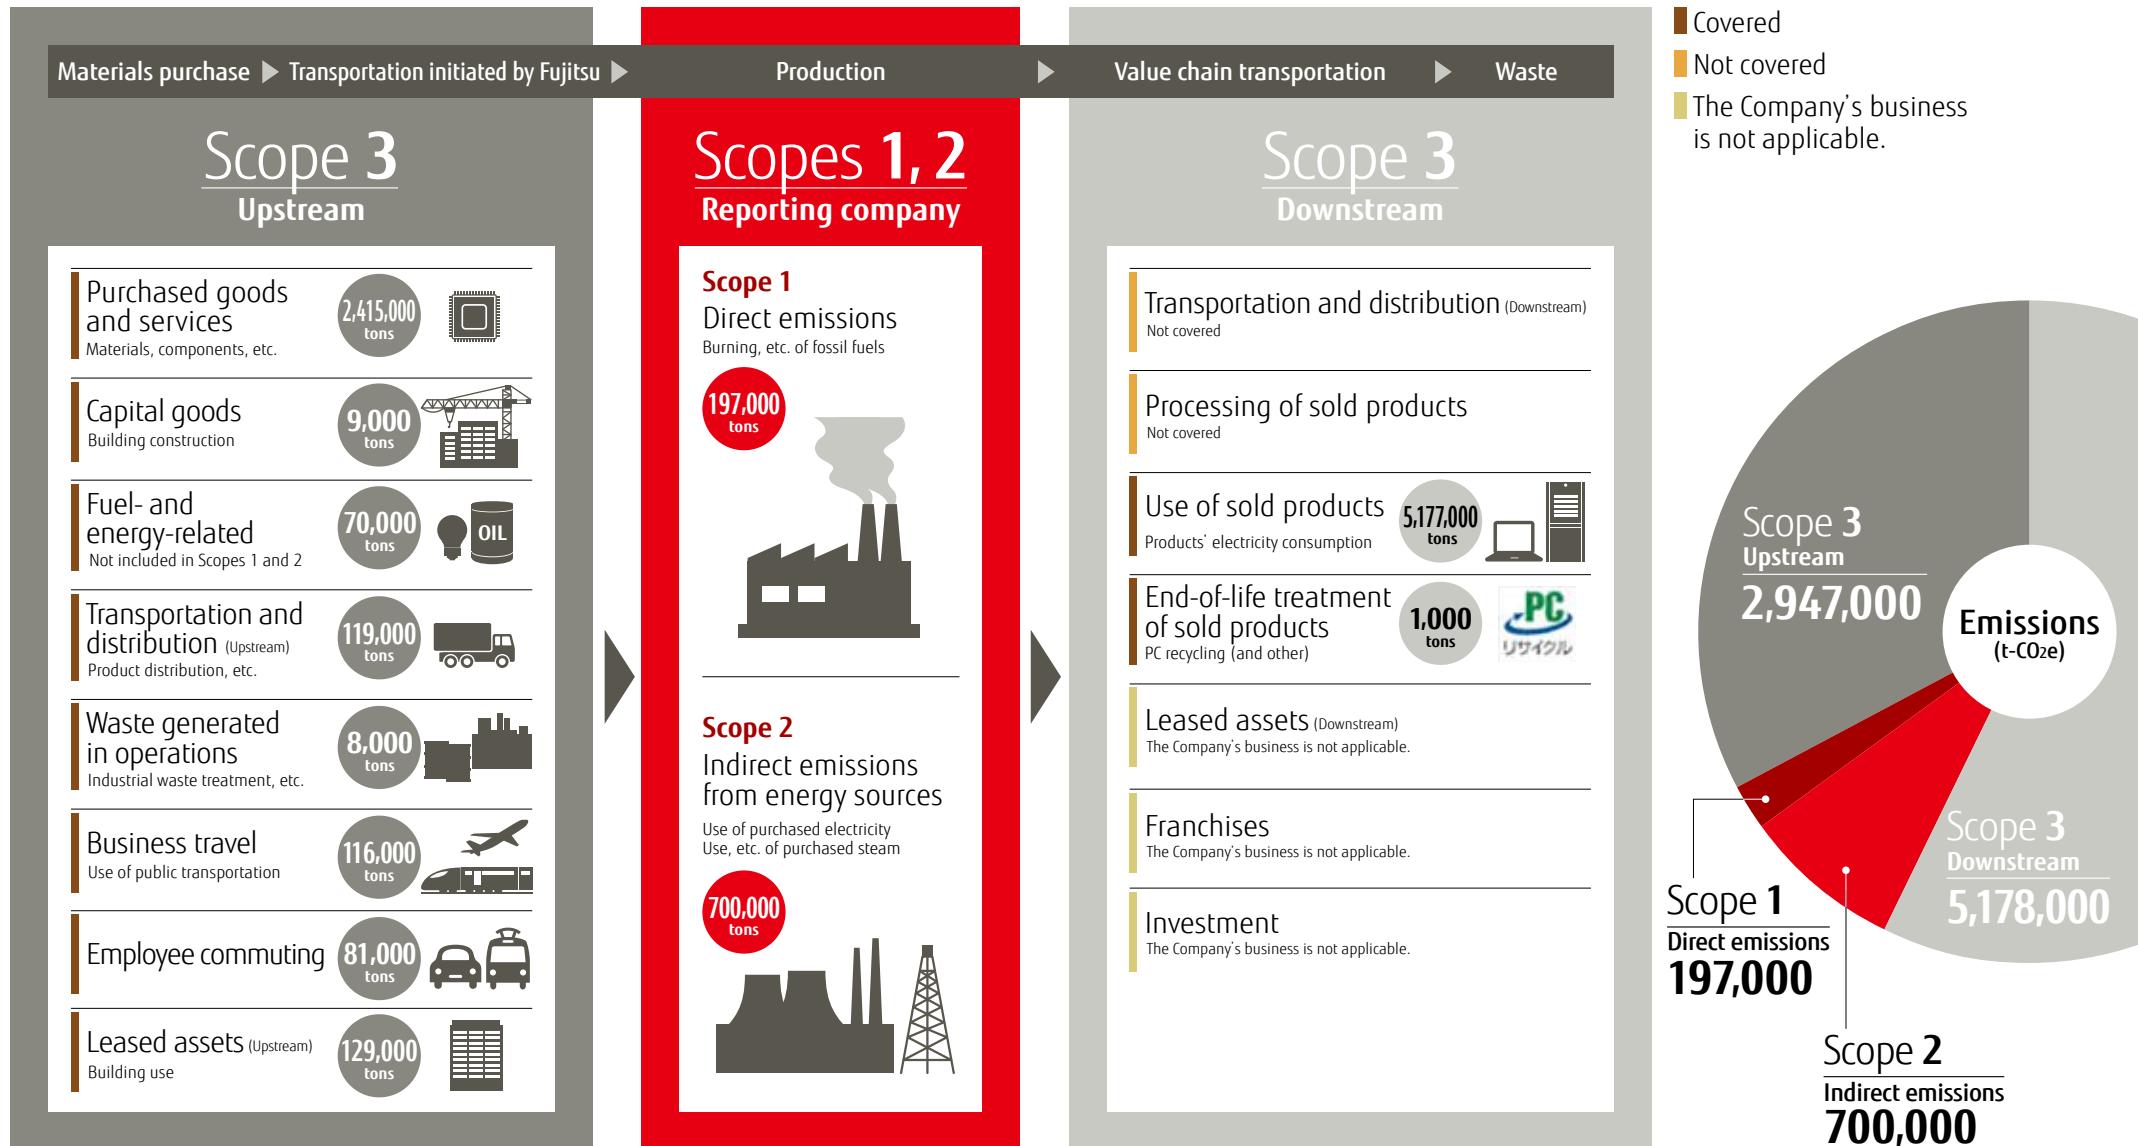 Materials purchase
Transportation initiated by Fujitsu
Production
Value chain transportation
Waste
Scope 3
Upstream
Purchased goods
and services
Materials, components, etc.
2,415,000
tons
Capital goods
Building construction
9,000
tons
Fuel- and
energy-related
Not included in Scopes 1 and 2
70,000
tons
OIL
Transportation and
distribution (Upstream)
Product distribution, etc.
119,000
tons
Waste generated
in operations
Industrial waste treatment, etc.
8,000
tons
Business travel
Use of public transportation
116,000
tons
Employee commuting
81,000
tons
Leased assets (Upstream)
Building use
129,000
tons
Scopes 1, 2
Reporting company
Scope 1
Direct emissions
Burning, etc. of fossil fuels
197,000
tons
Scope 2
Indirect emissions
from energy sources
Use of purchased electricity
Use, etc. of purchased steam
700,000
tons
Scope 3
Downstream
Transportation and distribution (Downstream)
Not covered
Processing of sold products
Not covered
Use of sold products
Products' electricity consumption
5,177,000
tons
End-of-life treatment
of sold products
PC recycling (and other)
1,000
tons
PC
リサイクル
Leased assets (Downstream)
The Company's business is not applicable.
Franchises
The Company's business is not applicable.
Investment
The Company's business is not applicable.
Covered
Not covered
The Company's business
is not applicable.
Scope 3
Upstream
2,947,000
Emissions
(t-CO2e)
Scope 3
Downstream
5,178,000
Scope 1
Direct emissions
197,000
Scope 2
Indirect emissions
700,000